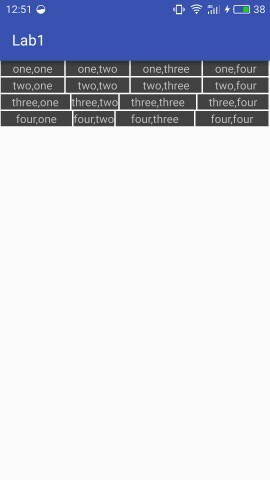 12:51 38
Lab1
one,one one,two one,three one,four
two,one two,two two,three two,four
three,one three,two three,three three,four
four,one four,two four,three four,four